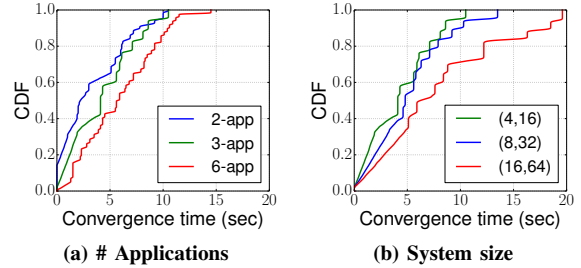 1.0
0.8
0.6
0.4
0.2
0.0
CDF
0 5 10 15 20
Convergence time (sec)
2-app
3-app
6-app
(a) # Applications
1.0
0.8
0.6
0.4
0.2
0.0
CDF
0 5 10 15 20
Convergence time (sec)
(4,16)
(8,32)
(16,64)
(b) System size